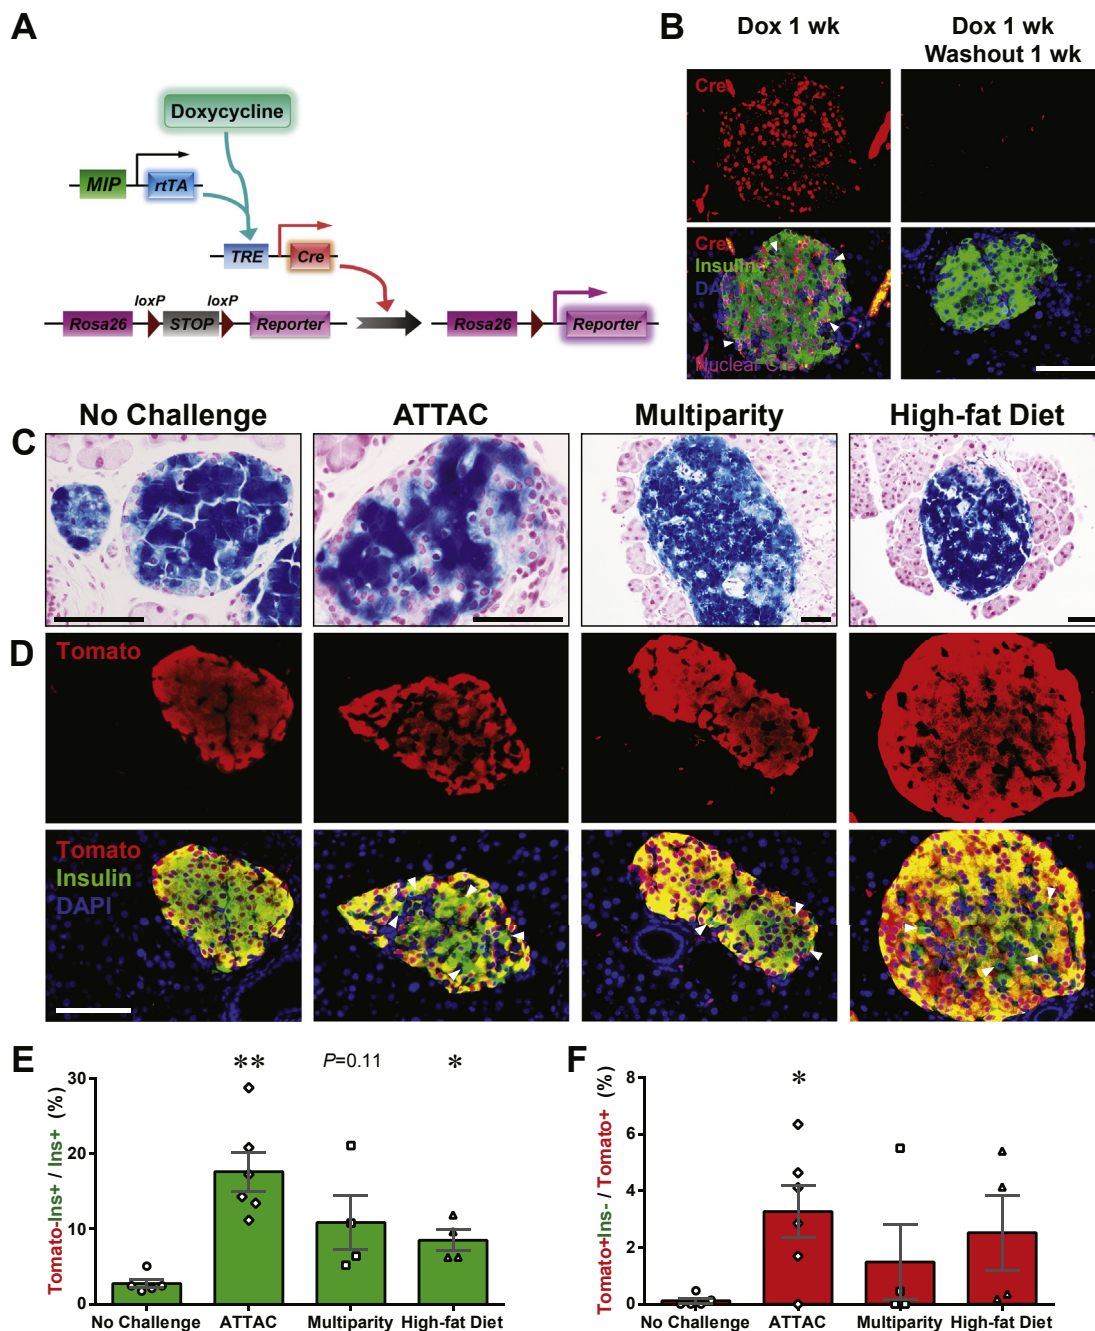 A
Doxycycline
MIP
rtTA
TRE
Cre
loxP loxP
Rosa26 STOP Reporter
Rosa26 Reporter
B
Dox 1 wk
Dox 1 wk
Washout 1 wk
Cre
Cre
Insulin
DA
Nuclear Cre
No Challenge ATTAC Multiparity High-fat Diet
C
D
Tomato
Tomato
Insulin
DAPI
E
Tomato-Ins+ / Ins+ (%)
** P=0.11 *
30
20
10
0
No Challenge ATTAC Multiparity High-fat Diet
F
Tomato+Ins- / Tomato+ (%)
*
8
6
4
2
0
No Challenge ATTAC Multiparity High-fat Diet